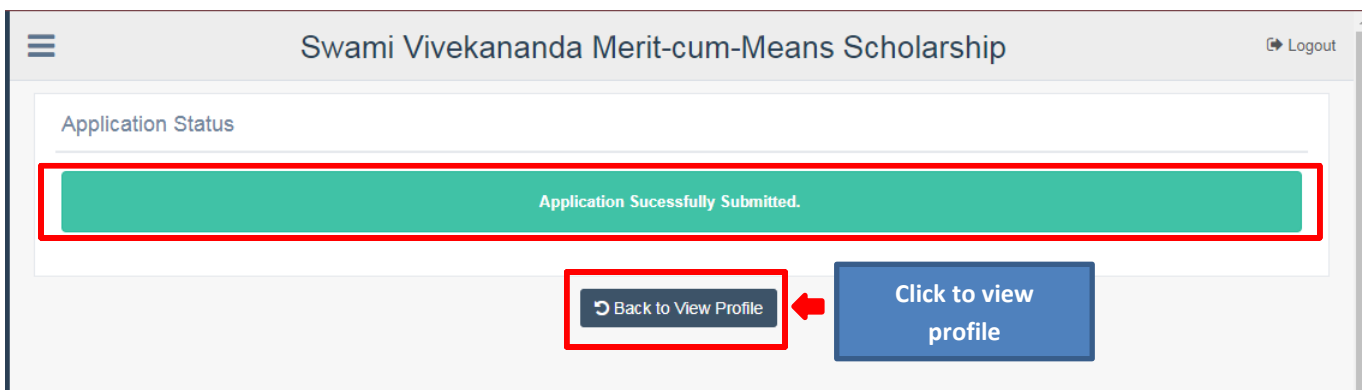 Swami Vivekananda Merit-cum-Means Scholarship
Logout
Application Status
Application Sucessfully Submitted.
Back to View Profile
Click to view
profile